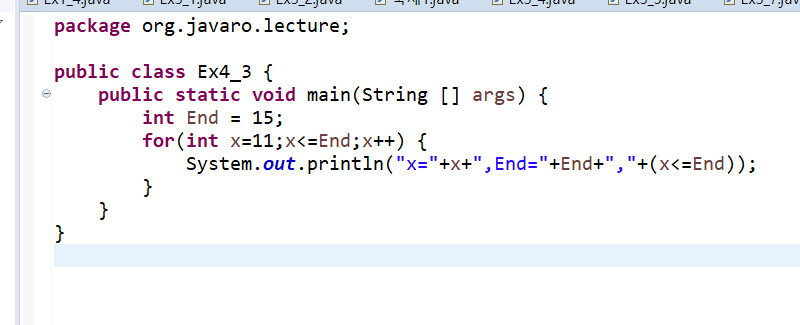 package org.javaro.lecture;
public class Ex4_3 {
public static void main(String [] args) {
int End = 15;
for(int x=11;x<=End;x++) {
System.out.println("x="+x+",End="+End+","+(x<=End));
}
}
}